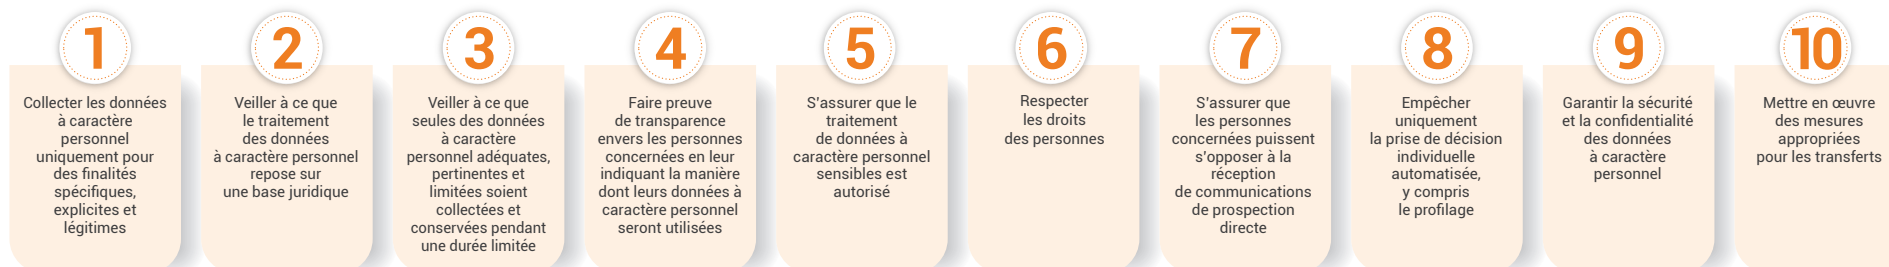 1
Collecter les données
à caractère
personnel
uniquement pour
des finalités
spécifiques,
explicites et
légitimes
2
Veiller à ce que
le traitement
des données
à caractère personnel
repose sur
une base juridique
3
Veiller à ce que
seules des données
à caractère
personnel adéquates,
pertinentes et
limitées soient
collectées et
conservées pendant
une durée limitée
4
Faire preuve
de transparence
envers les personnes
concernées en leur
indiquant la manière
dont leurs données à
caractère personnel
seront utilisées
5
S'assurer que le
traitement
de données à
caractère personnel
sensibles est
autorisé
6
Respecter
les droits
des personnes
7
S'assurer que
les personnes
concernées puissent
s'opposer à la
réception
de communications
de prospection
directe
8
Empêcher
uniquement
la prise de décision
individuelle
automatisée,
y compris
le profilage
9
Garantir la sécurité
et la confidentialité
des données
à caractère
personnel
10
Mettre en œuvre
des mesures
appropriées
pour les transferts